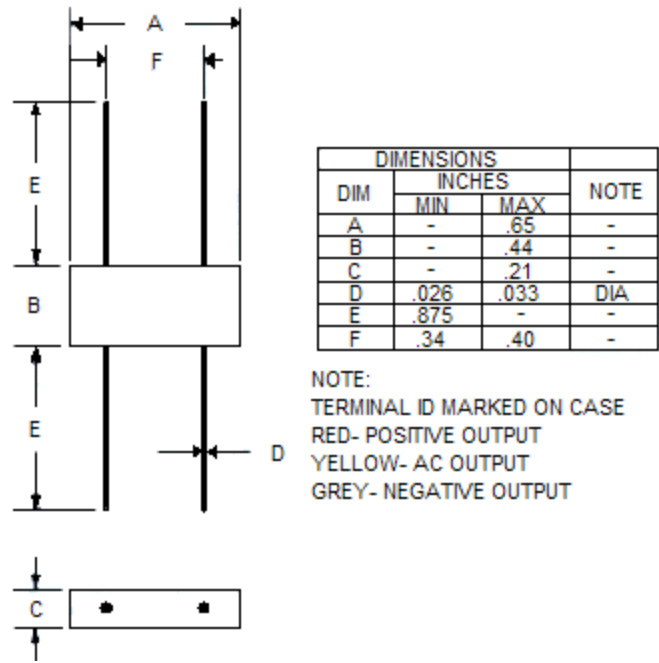 A
F
E
B
E
D
C
DIMENSIONS
DIM INCHES NOTE
MIN MAX
A - .65 -
B - .44 -
C - .21 -
D .026 .033 DIA
E .875 - -
F .34 .40 -
NOTE:
TERMINAL ID MARKED ON CASE
RED- POSITIVE OUTPUT
YELLOW- AC OUTPUT
GREY- NEGATIVE OUTPUT